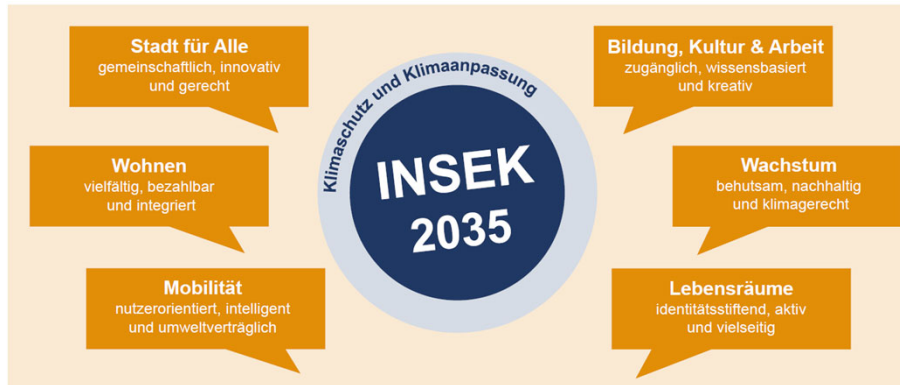 Stadt für Alle
gemeinschaftlich, innovativ
und gerecht
Wohnen
vielfältig, bezahlbar
und integriert
Mobilität
nutzerorientiert, intelligent
und umweltverträglich
Klimaschutz und Klimaanpassung
INSEK
2035
Bildung, Kultur & Arbeit
zugänglich, wissensbasiert
und kreativ
Wachstum
behutsam, nachhaltig
und klimagerecht
Lebensräume
identitätsstiftend, aktiv
und vielseitig